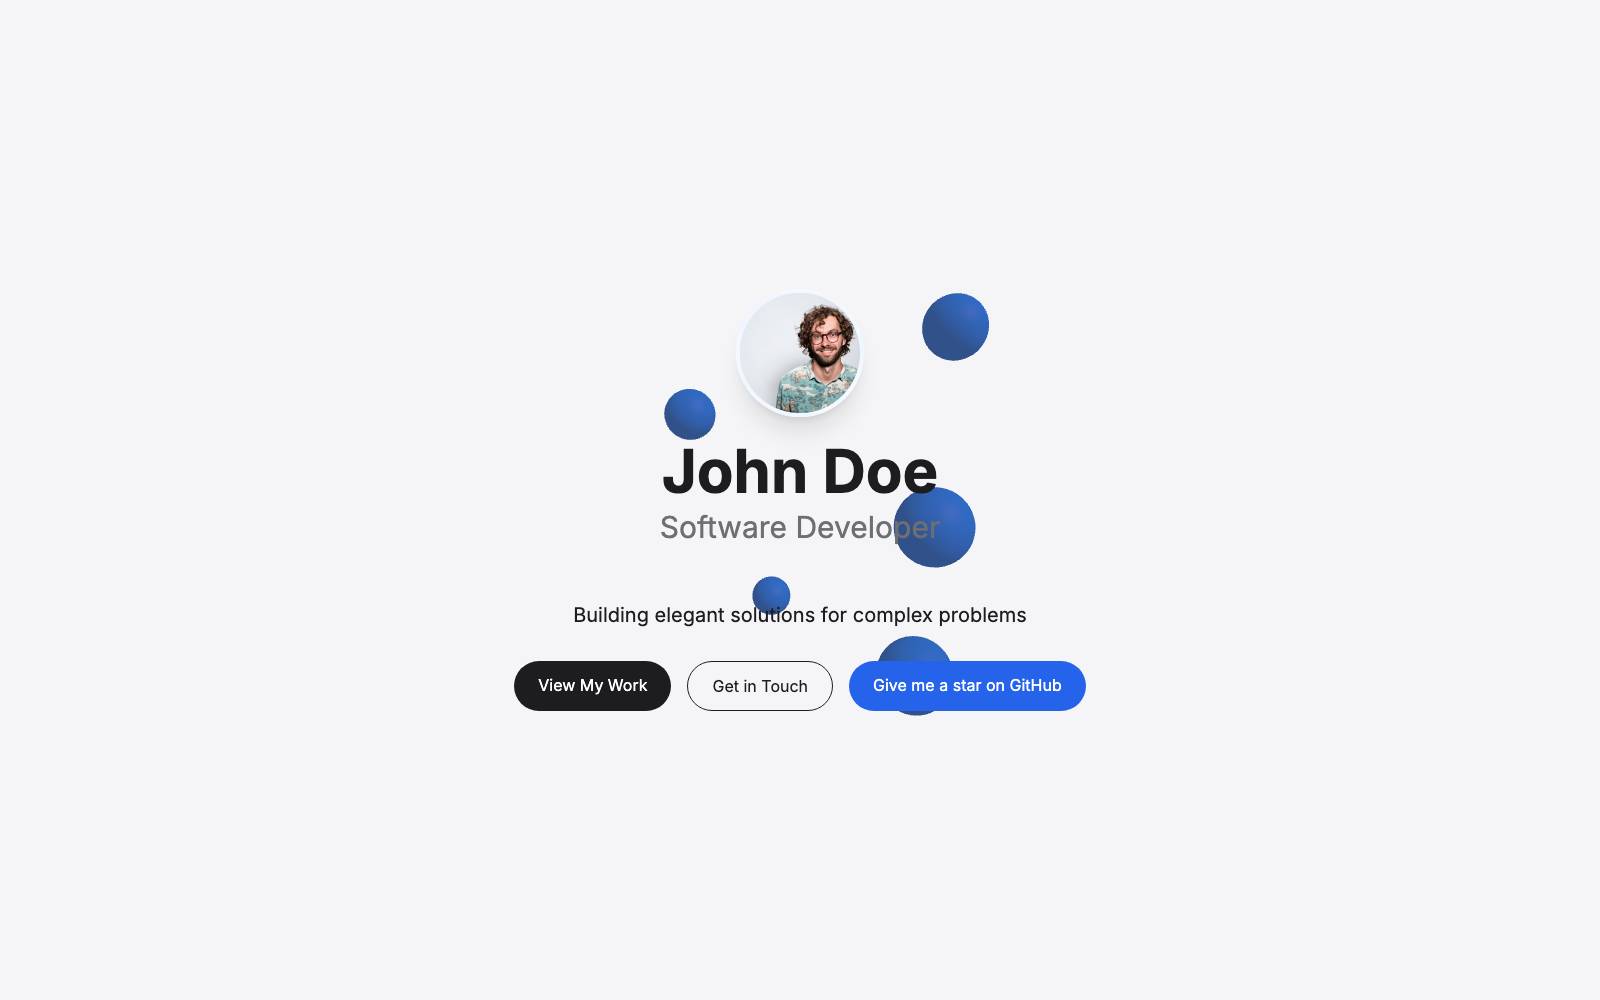 John Doe
Software Developer
Building elegant solutions for complex problems
View My Work
Get in Touch
Give me a star on GitHub